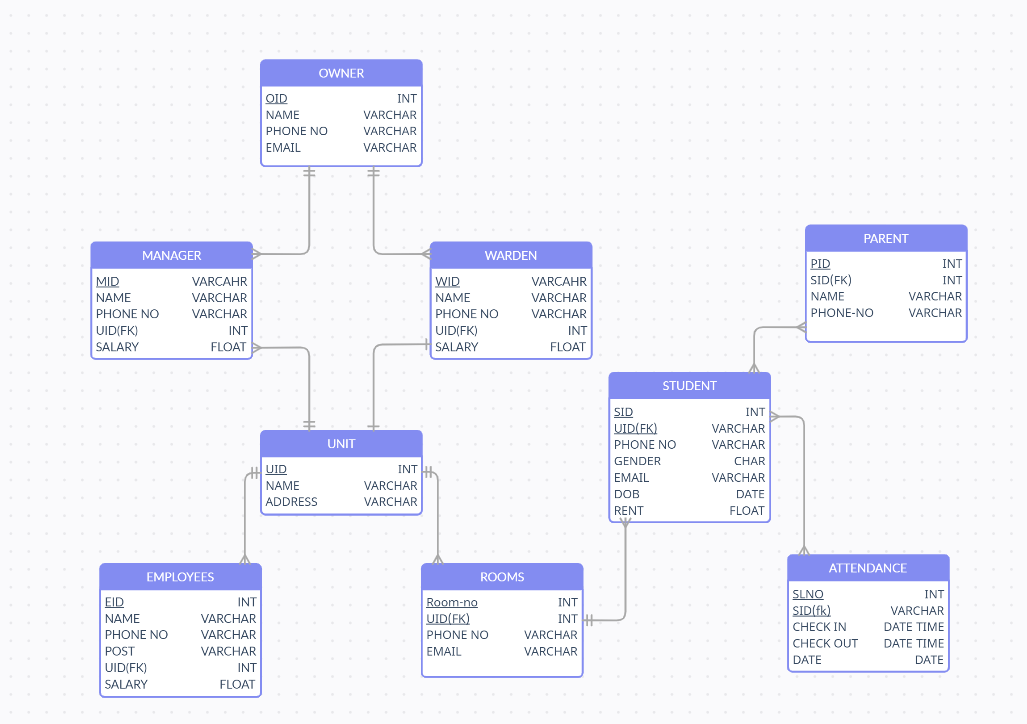 OWNER
OID INT
NAME VARCHAR
PHONE NO VARCHAR
EMAIL VARCHAR
MANAGER
MID VARCAHR
NAME VARCHAR
PHONE NO VARCHAR
UID(FK) INT
SALARY FLOAT
WARDEN
WID VARCAHR
NAME VARCHAR
PHONE NO VARCHAR
UID(FK) INT
SALARY FLOAT
PARENT
PID INT
SID(FK) INT
NAME VARCHAR
PHONE-NO VARCHAR
STUDENT
SID INT
UID(FK) VARCHAR
PHONE NO VARCHAR
GENDER CHAR
EMAIL VARCHAR
DOB DATE
RENT FLOAT
UNIT
UID INT
NAME VARCHAR
ADDRESS VARCHAR
EMPLOYEES
EID INT
NAME VARCHAR
PHONE NO VARCHAR
POST VARCHAR
UID(FK) INT
SALARY FLOAT
ROOMS
Room-no INT
UID(FK) INT
PHONE NO VARCHAR
EMAIL VARCHAR
ATTENDANCE
SLNO INT
SID(fk) VARCHAR
CHECK IN DATE TIME
CHECK OUT DATE TIME
DATE DATE